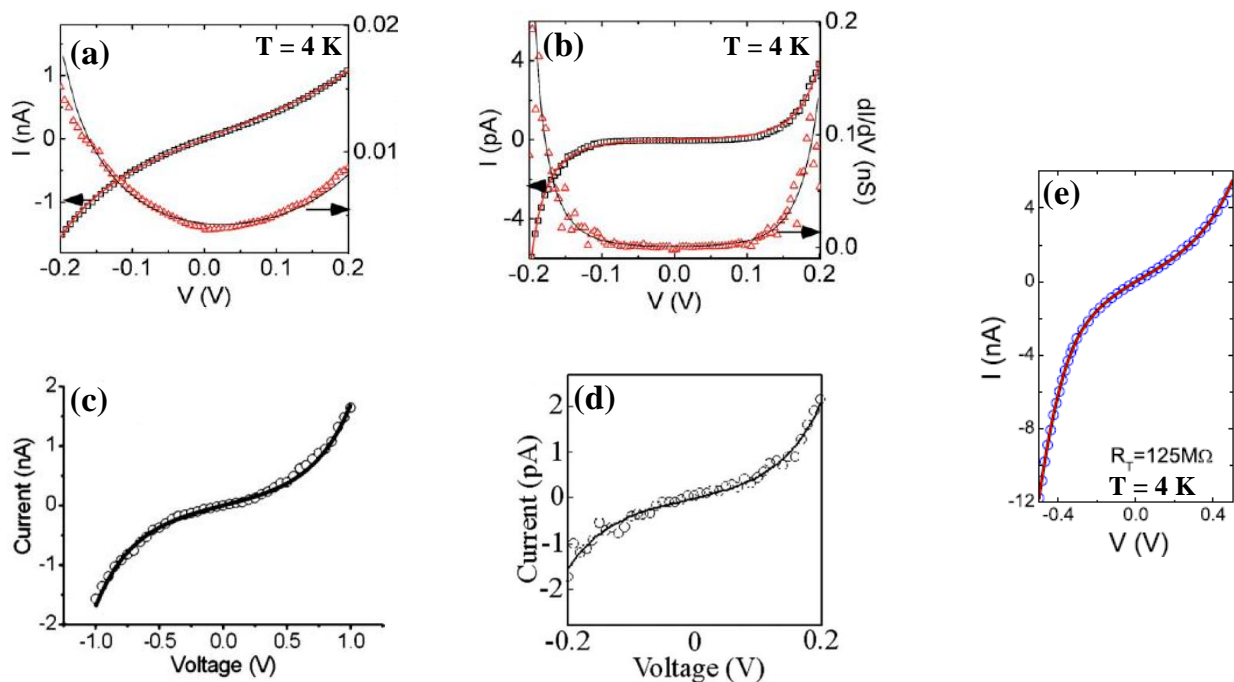 (a)
T = 4 K
I (nA)
1
0
-1
0.02
0.01
-0.2 -0.1 0.0 0.1 0.2
V (V)
(b)
T = 4 K
I (pA)
4
0
-4
0.2
0.1
0.0
dI/dV (nS)
-0.2 -0.1 0.0 0.1 0.2
V (V)
(c)
Current (nA)
2
1
0
-1
-2
-1.0 -0.5 0.0 0.5 1.0
Voltage (V)
(d)
Current (pA)
2
1
0
-1
-2
-0.2 0 0.2
Voltage (V)
(e)
I (nA)
4
0
-4
-8
-12
R_T=125MΩ
T = 4 K
-0.4 0.0 0.4
V (V)